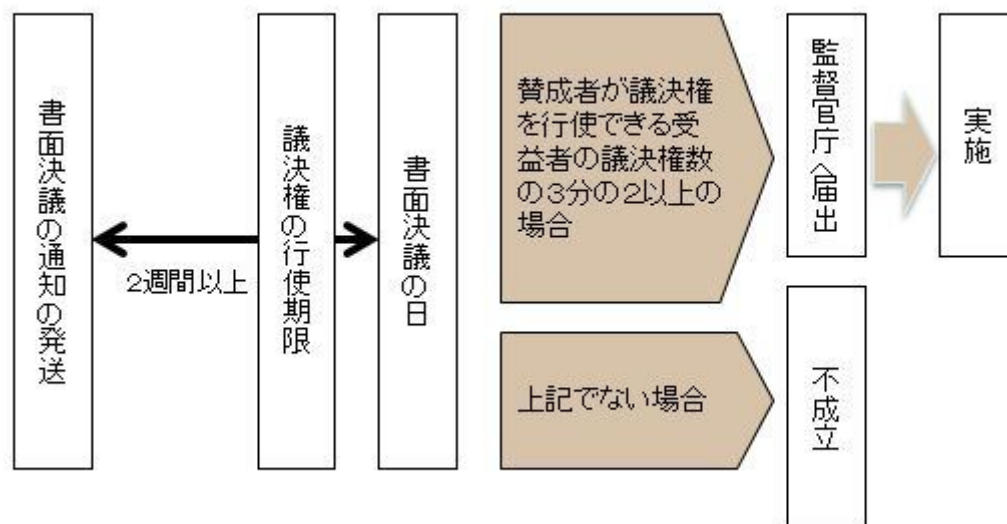 書面決議の通知の発送
2週間以上
議決権の行使期限
書面決議の日
賛成者が議決権
を行使できる受
益者の議決権数
の3分の2以上の
場合
監督官庁へ届出
実施
上記でない場合
不成立